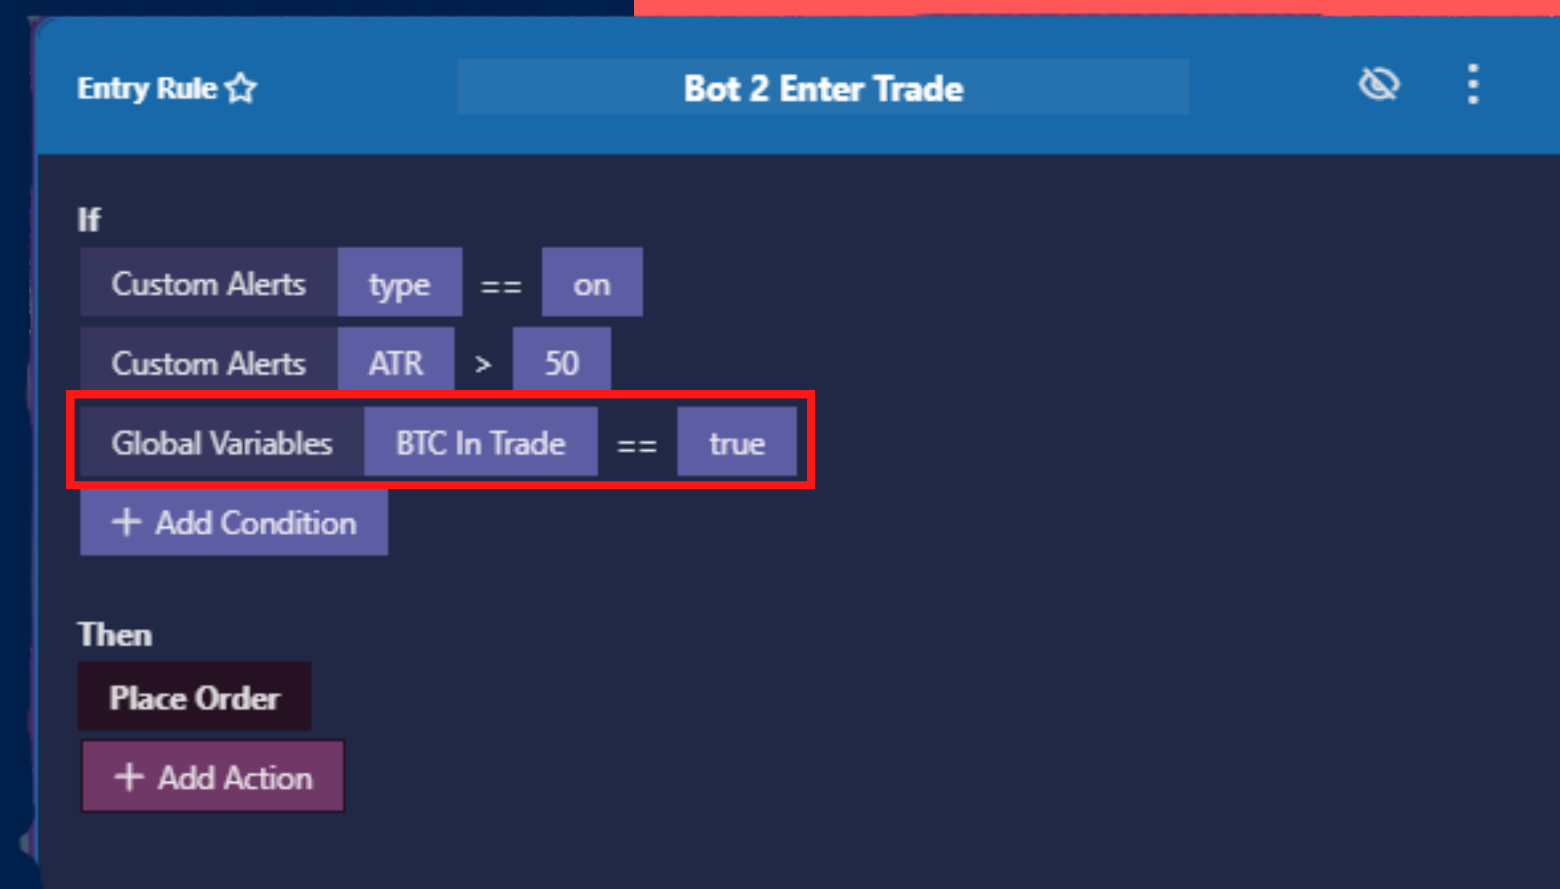 Entry Rule
Bot 2 Enter Trade
If
Custom Alerts type == on
Custom Alerts ATR > 50
Global Variables BTC In Trade == true
+ Add Condition
Then
Place Order
+ Add Action